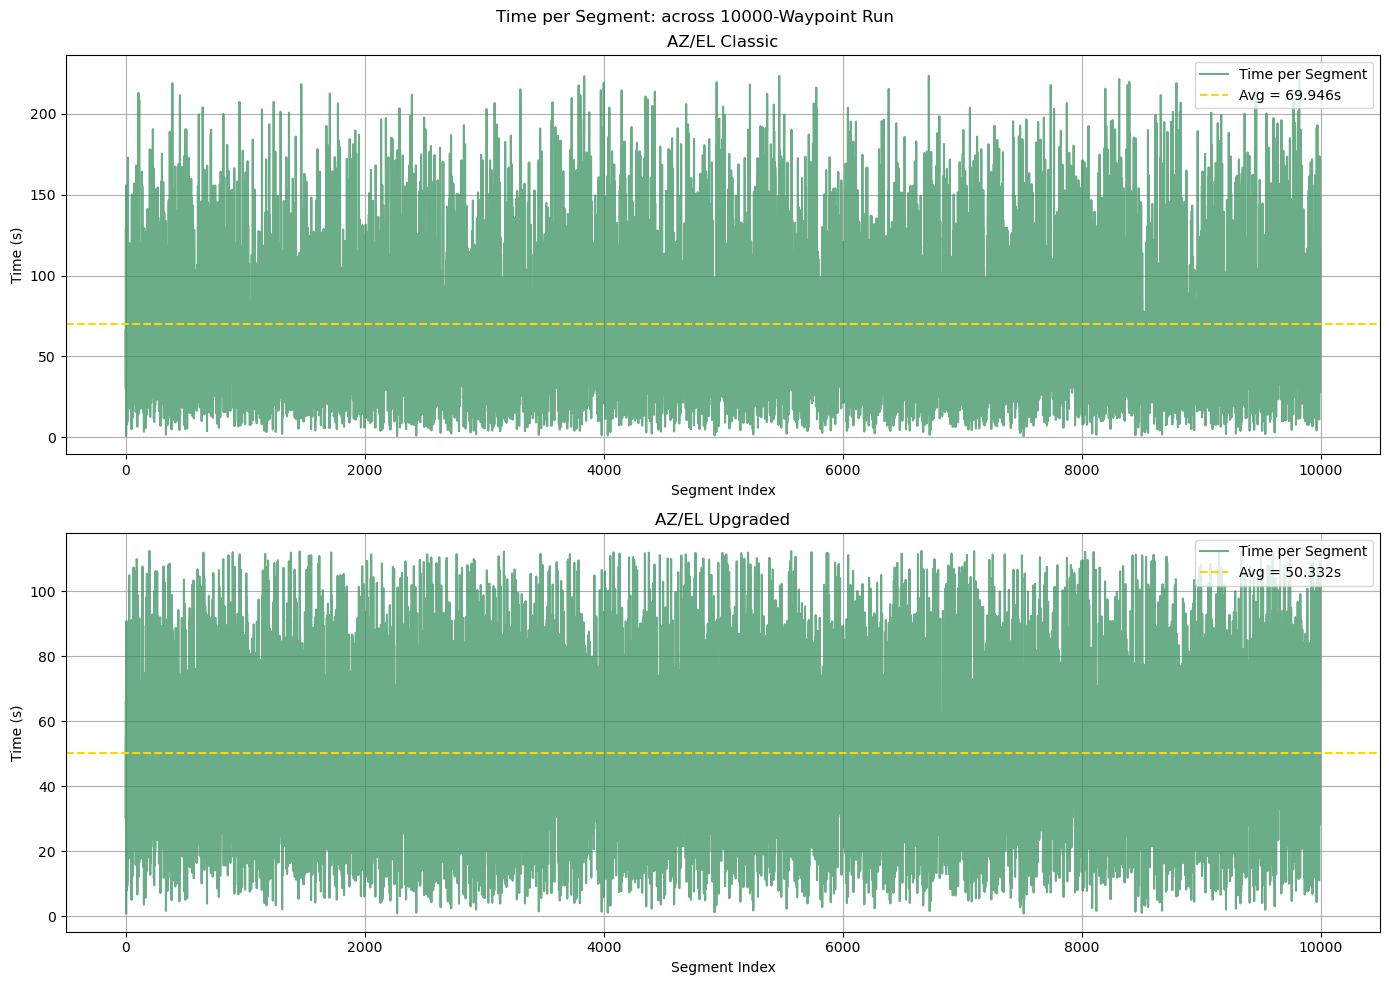 Time per Segment: across 10000-Waypoint Run
AZ/EL Classic
Time per Segment
Avg = 69.946s
Time (s)
200
150
100
50
0
0 2000 4000 6000 8000 10000
Segment Index
AZ/EL Upgraded
Time per Segment
Avg = 50.332s
Time (s)
100
80
60
40
20
0
0 2000 4000 6000 8000 10000
Segment Index